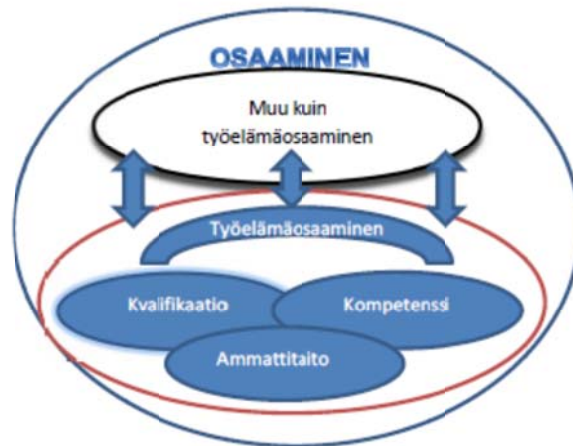 OSAAMINEN
Muu kuin
työelämäosaaminen
Työelämäosaaminen
Kvalifikaatio
Kompetenssi
Ammattitaito